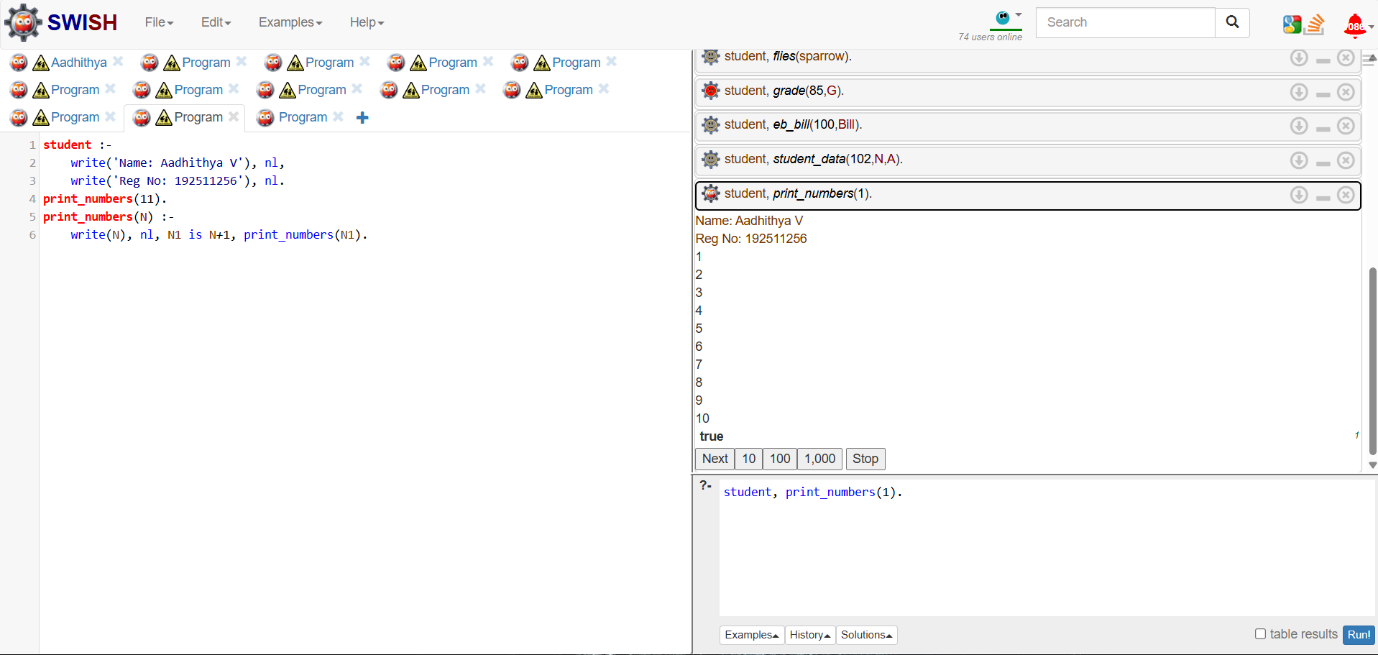 SWISH File Edit Examples Help 74 users online Search
Aadhithya Program Program Program Program
Program Program Program Program Program
Program Program Program
1 student :-
2 write('Name: Aadhithya V'), nl,
3 write('Reg No: 192511256'), nl.
4 print_numbers(11).
5 print_numbers(N) :-
6 write(N), nl, N1 is N+1, print_numbers(N1).
student, flies(sparrow).
student, grade(85,G).
student, eb_bill(100,Bill).
student, student_data(102,N,A).
student, print_numbers(1).
Name: Aadhithya V
Reg No: 192511256
1
2
3
4
5
6
7
8
9
10
true 1
Next 10 100 1,000 Stop
?- student, print_numbers(1).
Examples History Solutions table results Run!